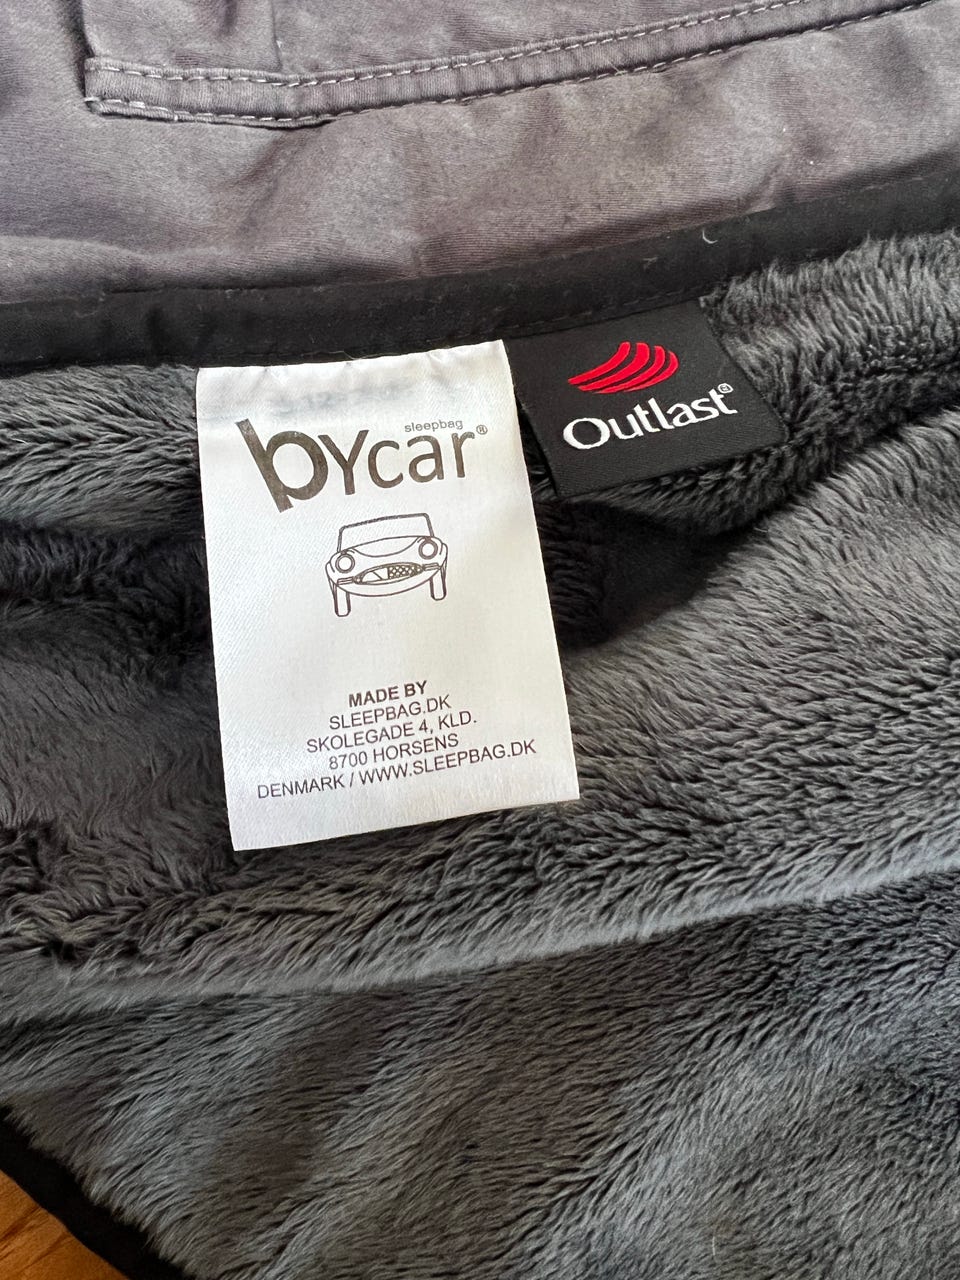 sleepbag
bycar®
Outlast®
MADE BY
SLEEPBAG.DK
SKOLEGADE 4, KLD.
8700 HORSENS
DENMARK / WWW.SLEEPBAG.DK